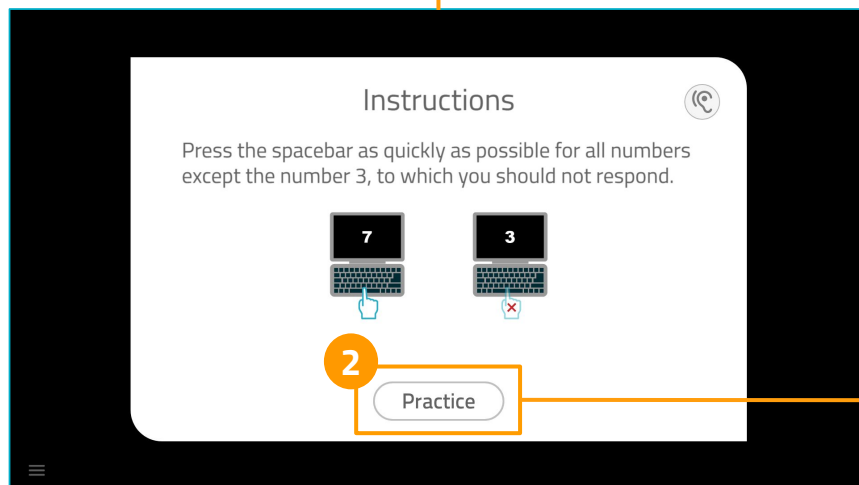 Instructions
Press the spacebar as quickly as possible for all numbers
except the number 3, to which you should not respond.
7 3
2
Practice